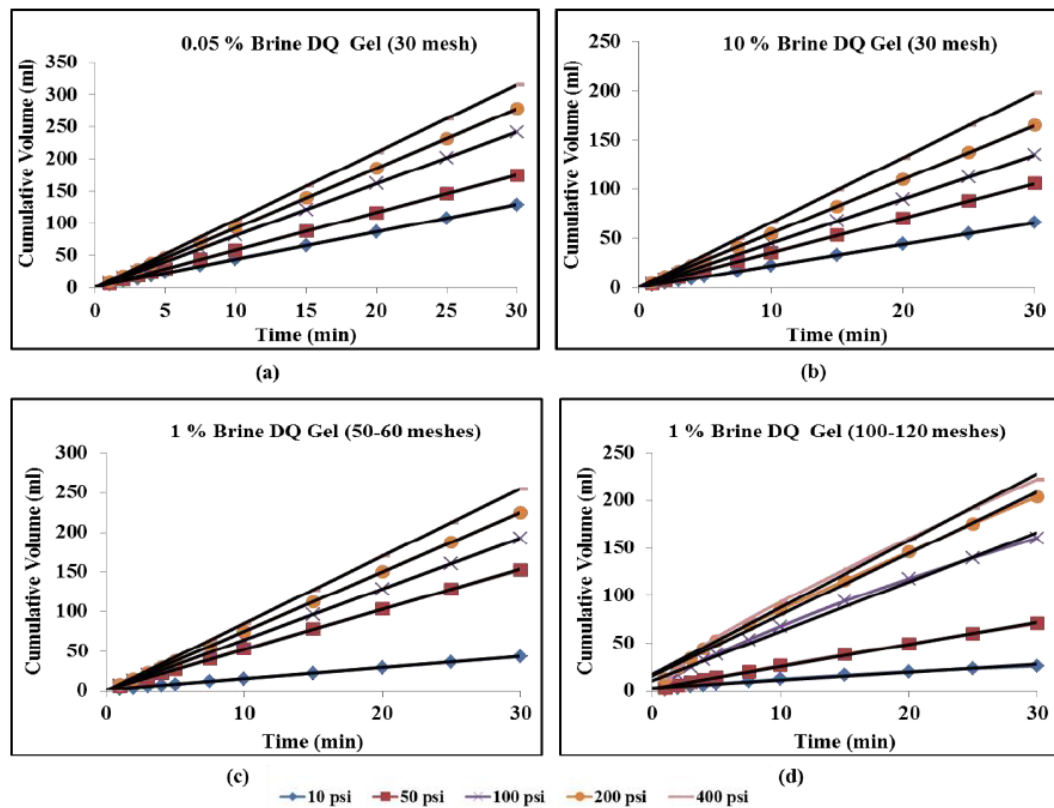 0.05 % Brine DQ Gel (30 mesh)
Cumulative Volume (ml)
350
300
250
200
150
100
50
0
0 5 10 15 20 25 30
Time (min)
(a)
10 % Brine DQ Gel (30 mesh)
Cumulative Volume (ml)
250
200
150
100
50
0
0 10 20 30
Time (min)
(b)
1 % Brine DQ Gel (50-60 meshes)
Cumulative Volume (ml)
300
250
200
150
100
50
0
0 10 20 30
Time (min)
(c)
1 % Brine DQ Gel (100-120 meshes)
Cumulative Volume (ml)
250
200
150
100
50
0
0 10 20 30
Time (min)
(d)
10 psi 50 psi 100 psi 200 psi 400 psi